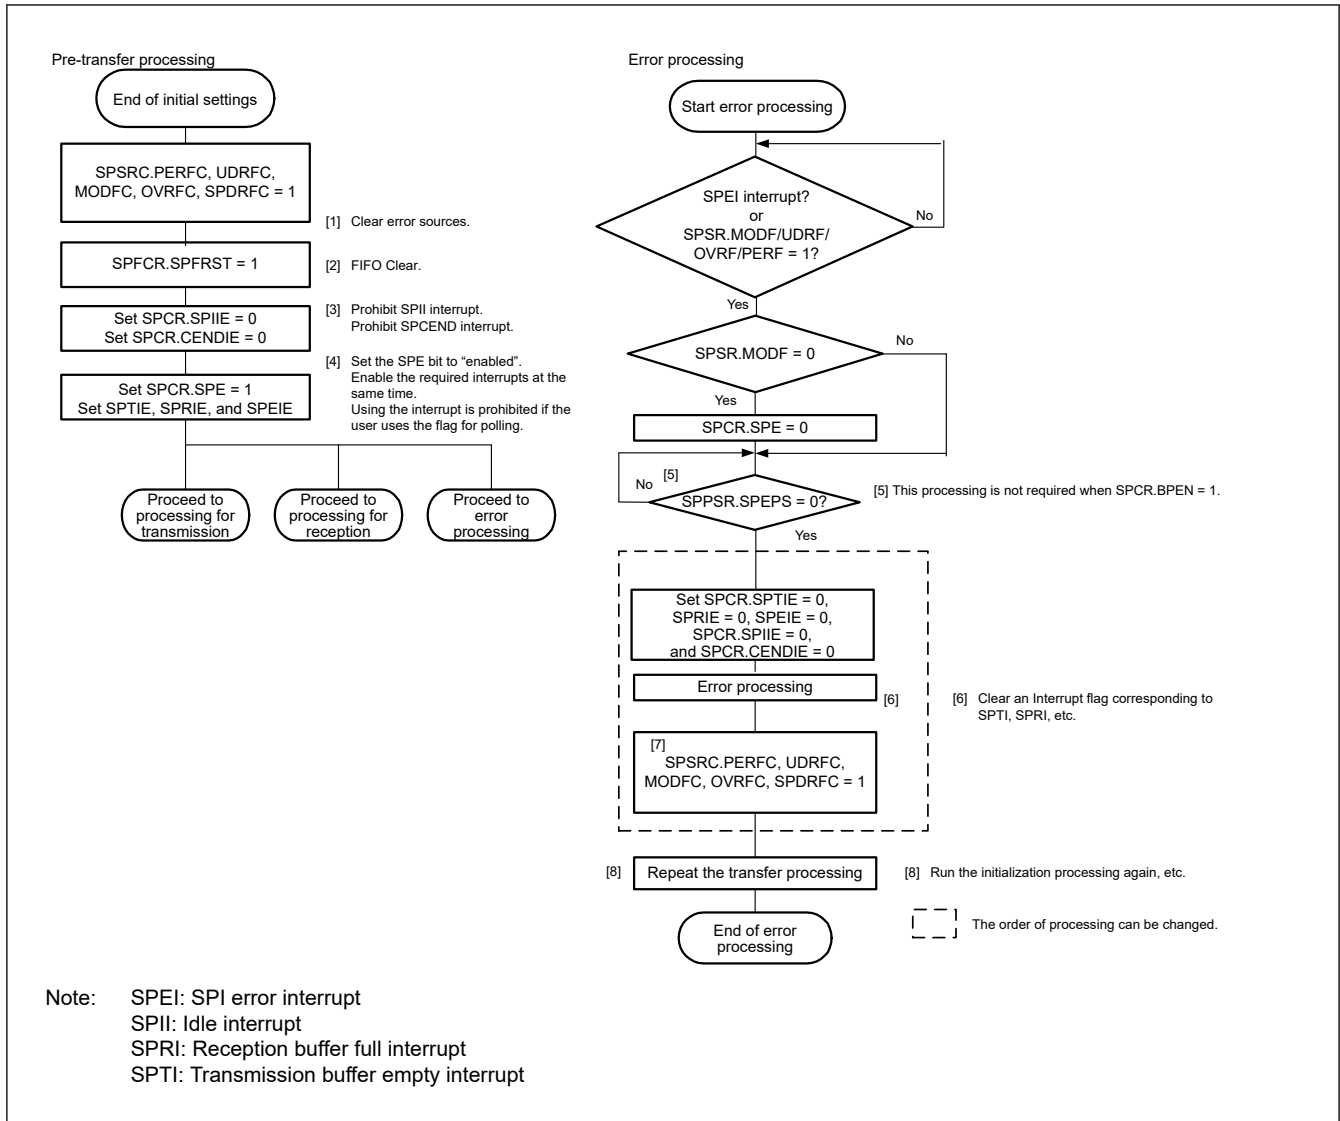 Pre-transfer processing
End of initial settings
SPSRC.PERFC, UDRFC,
MODFC, OVRFC, SPDRFC = 1
[1] Clear error sources.
SPFCR.SPFRST = 1
[2] FIFO Clear.
Set SPCR.SPIIE = 0
Set SPCR.CENDIE = 0
[3] Prohibit SPII interrupt.
Prohibit SPCEND interrupt.
Set SPCR.SPE = 1
Set SPTIE, SPRIE, and SPEIE
[4] Set the SPE bit to “enabled”.
Enable the required interrupts at the
same time.
Using the interrupt is prohibited if the
user uses the flag for polling.
Proceed to
processing for
transmission
Proceed to
processing for
reception
Proceed to
error
processing
Error processing
Start error processing
SPEI interrupt?
or
SPSR.MODF/UDRF/
OVRF/PERF = 1?
No
Yes
SPSR.MODF = 0
No
Yes
SPCR.SPE = 0
[5]
No
SPPSR.SPEPS = 0?
[5] This processing is not required when SPCR.BPEN = 1.
Yes
Set SPCR.SPTIE = 0,
SPRIE = 0, SPEIE = 0,
SPCR.SPIIE = 0,
and SPCR.CENDIE = 0
Error processing
[6]
[6] Clear an Interrupt flag corresponding to
SPTI, SPRI, etc.
[7]
SPSRC.PERFC, UDRFC,
MODFC, OVRFC, SPDRFC = 1
[8] Repeat the transfer processing
[8] Run the initialization processing again, etc.
End of error
processing
The order of processing can be changed.
Note: SPEI: SPI error interrupt
SPII: Idle interrupt
SPRI: Reception buffer full interrupt
SPTI: Transmission buffer empty interrupt